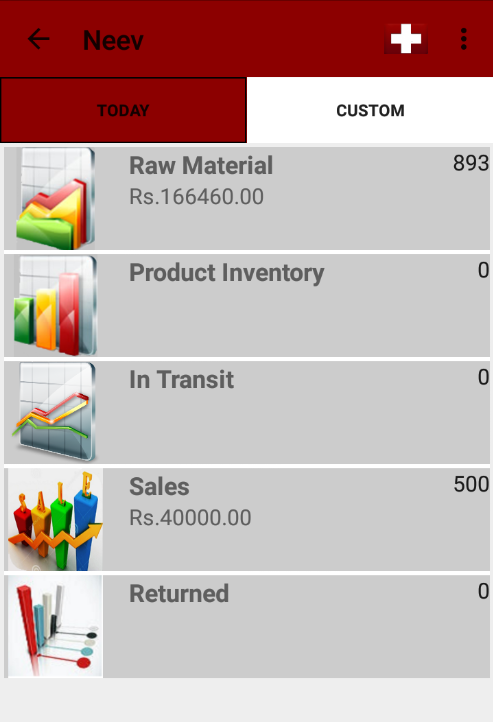 Neev
TODAY
CUSTOM
Raw Material
893
Rs.166460.00
Product Inventory
0
In Transit
0
Sales
500
Rs.40000.00
Returned
0